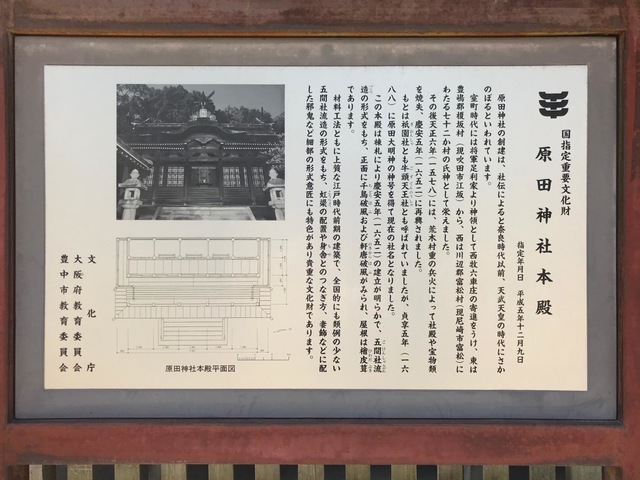 国指定重要文化財
原田神社本殿
指定年月日　平成五年十二月九日
原田神社の創建は、社伝によると奈良時代以前、天武天皇の時代にさか
のぼるといわれています。
室町時代には将軍足利家より神領として西牧六車庄の寄進をうけ、東は
豊嶋郡榎坂村（現吹田市江坂）から、西は川辺郡富松村（現尼崎市富松）に
わたる七十二か村の氏神として栄えました。
その後天正六年（一五七八）には、荒木村重の兵火によって社殿や宝物類
を焼失、慶安五年（一六五二）に再興されました。
もとは祇園社とも牛頭天王社とも呼ばれていましたが、貞享五年（一六
八八）に原田大明神の神号を得て現在の社名となりました。
この本殿は棟札により慶安五年（一六五二）の建立が明らかで、五間社流
造の形式をもち、正面に千鳥破風および軒唐破風がみられ、屋根は檜皮葺
であります。
材料工法ともに上質な江戸時代前期の建築で、全国的にも類例の少ない
五間社流造の形式をもち、虹梁の配置や身舎とのつなぎ方、妻飾などに配
した邪鬼など細部の形式意匠にも特色があり貴重な文化財であります。
文化庁
大阪府教育委員会
豊中市教育委員会
原田神社本殿平面図